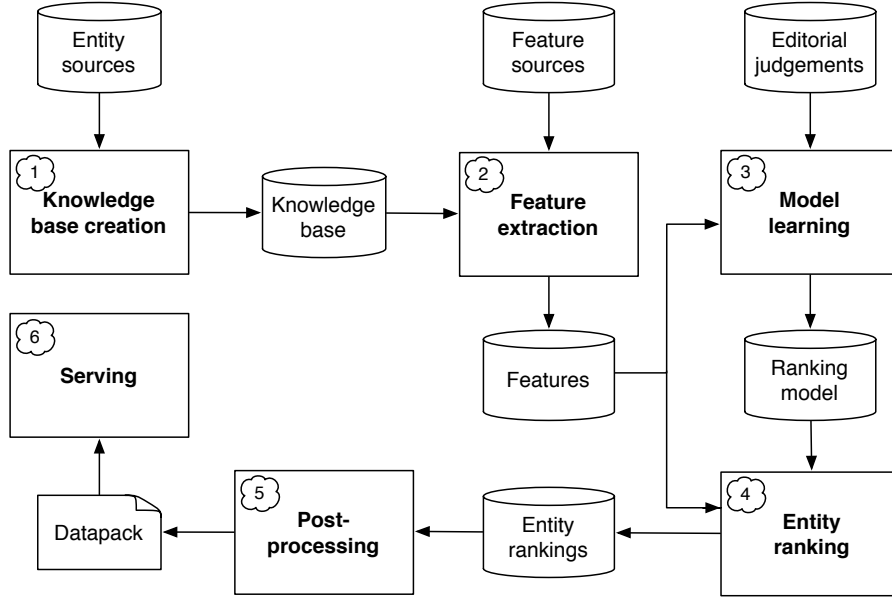 Entity
sources
Feature
sources
Editorial
judgements
1
Knowledge
base creation
Knowledge
base
2
Feature
extraction
3
Model
learning
6
Serving
Features
Ranking
model
Datapack
5
Post-
processing
Entity
rankings
4
Entity
ranking